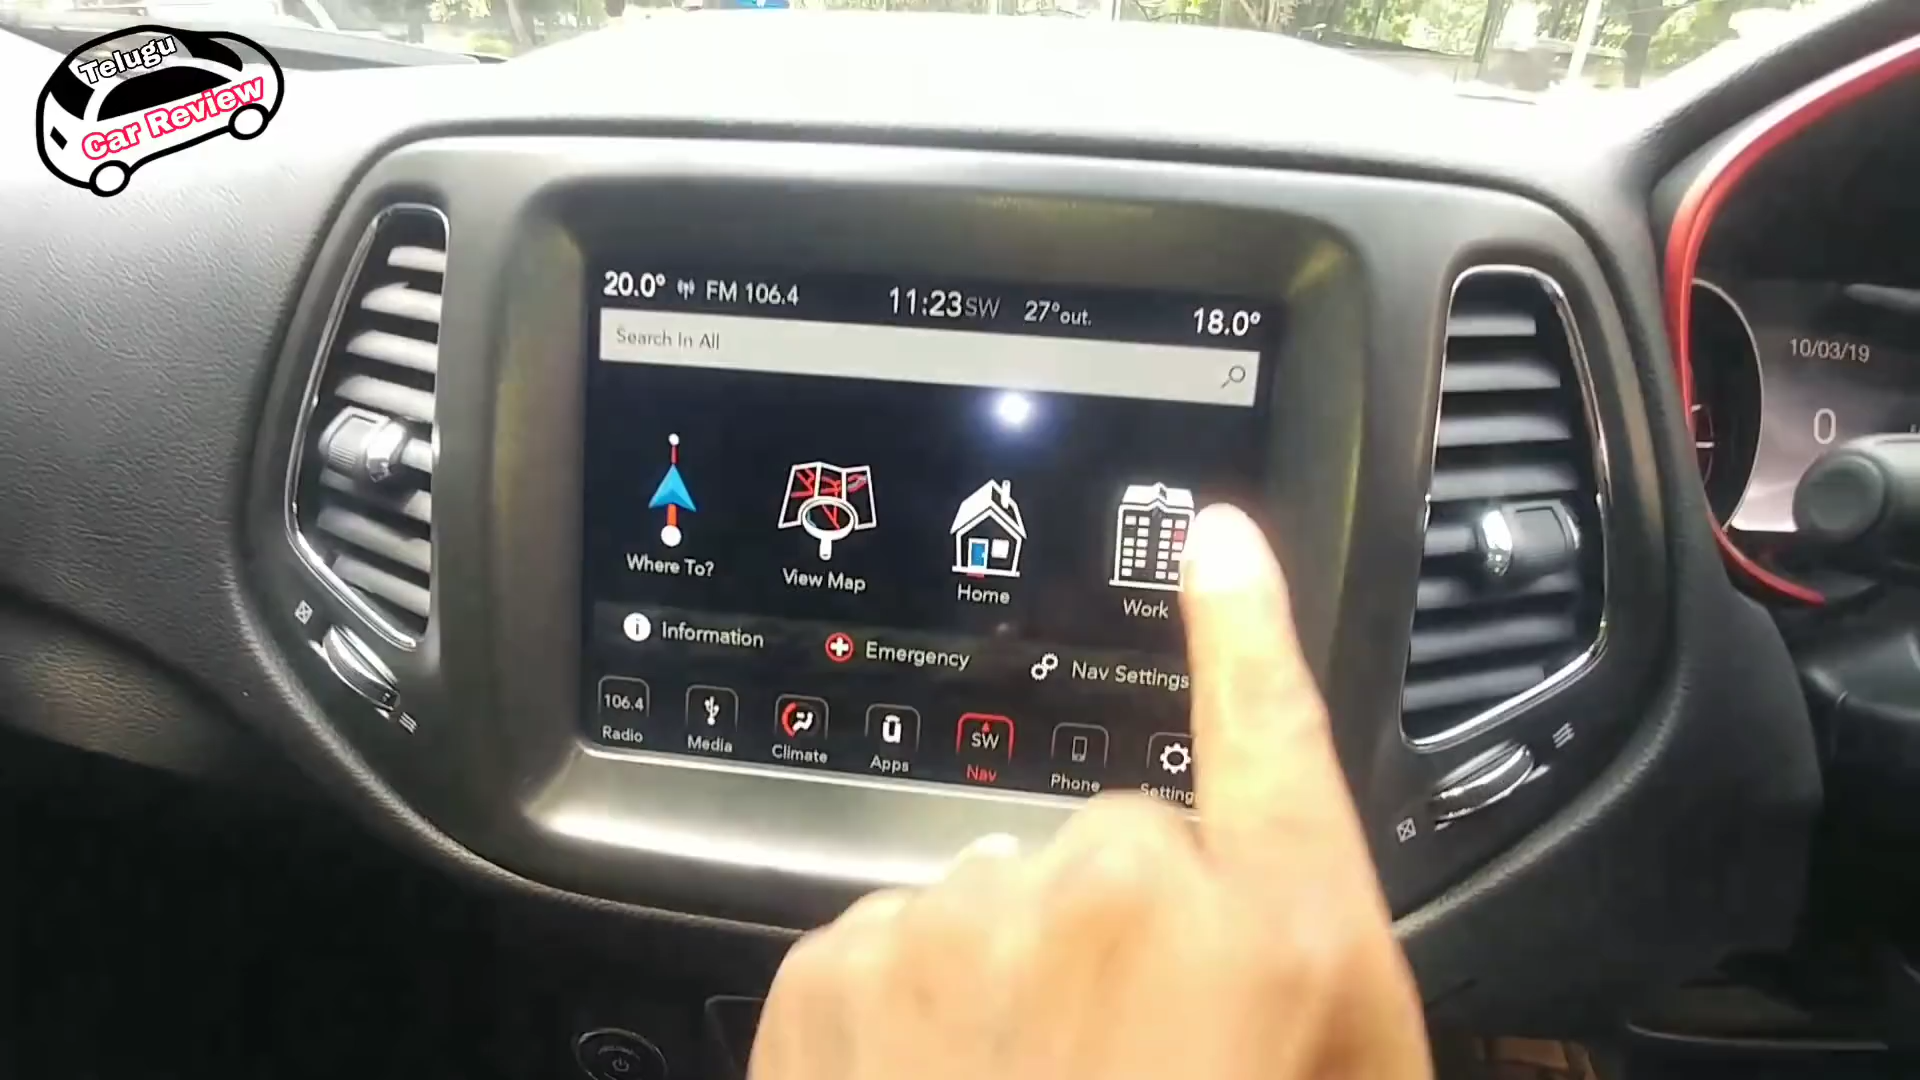 Telugu
Car Review
20.0° FM 106.4 11:23 SW 27°out. 18.0°
Search In All
Where To? View Map Home Work
Information Emergency Nav Settings
106.4 SW
Radio Media Climate Apps Nav Phone Setting
10/03/19
0